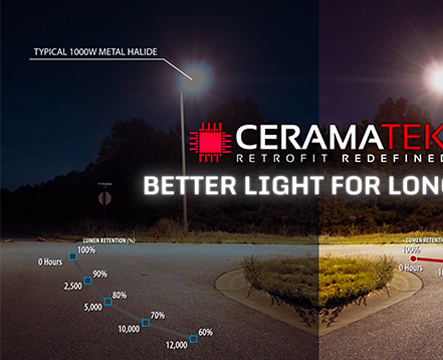 TYPICAL 1000W METAL HALIDE
CERAMATEK
RETROFIT REDEFINED
BETTER LIGHT FOR LONG
LUMEN RETENTION (%)
100%
0 Hours
90%
2,500
80%
5,000
70%
10,000
60%
12,000
LUMEN RETENTI
100%
0 Hours